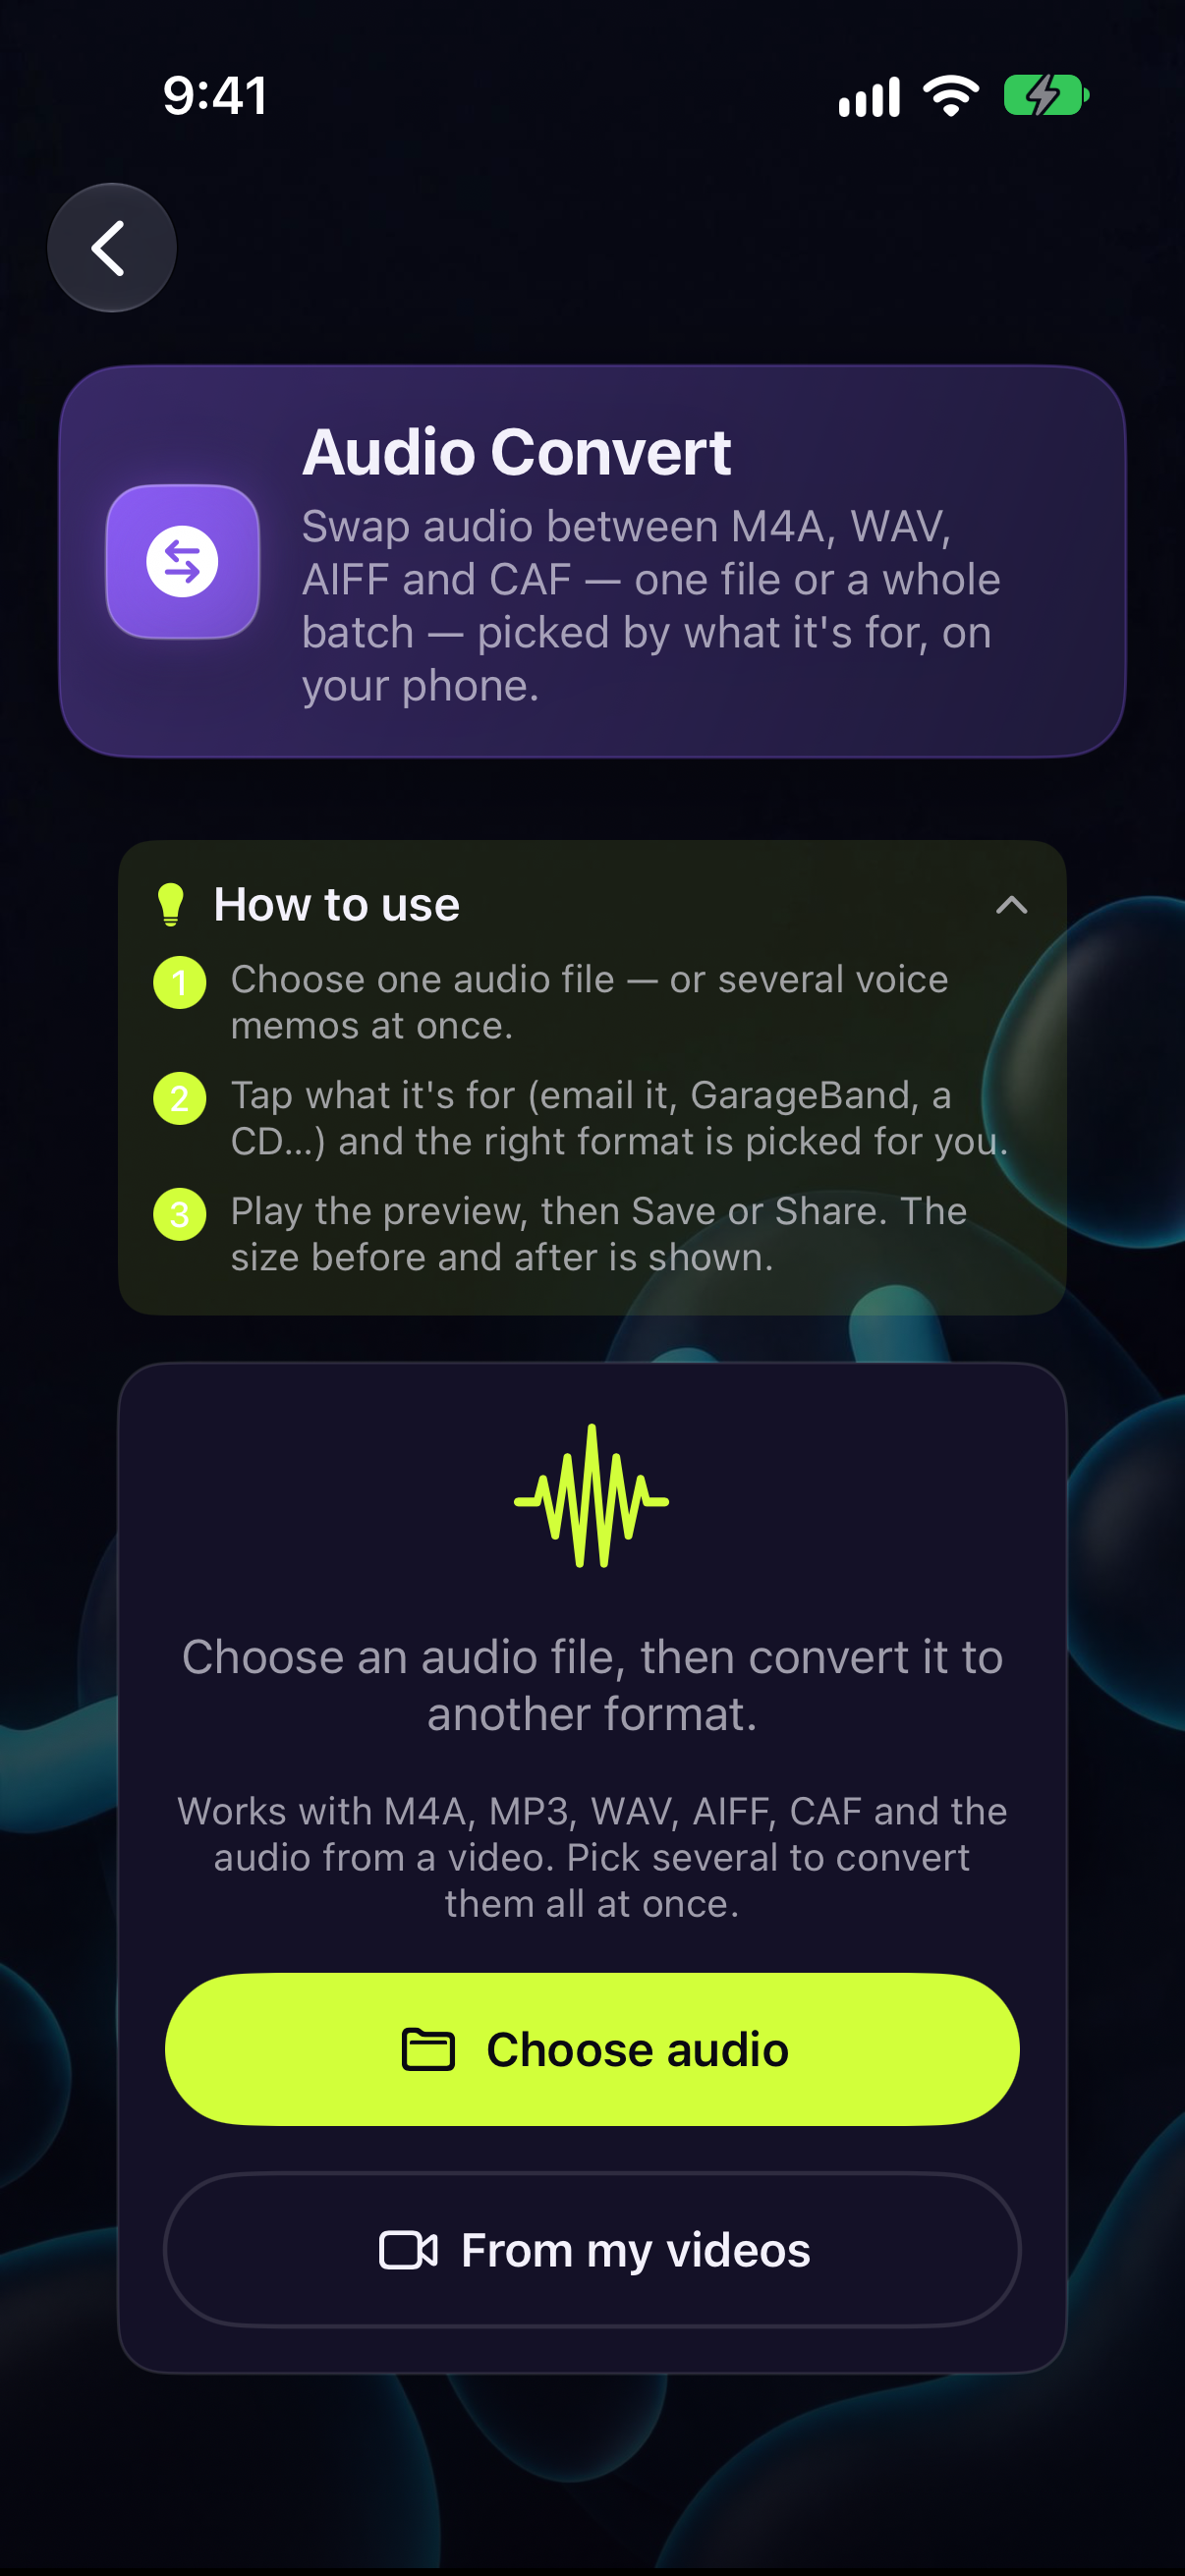 9:41
Audio Convert
Swap audio between M4A, WAV,
AIFF and CAF — one file or a whole
batch — picked by what it's for, on
your phone.
How to use
1 Choose one audio file — or several voice
memos at once.
2 Tap what it's for (email it, GarageBand, a
CD...) and the right format is picked for you.
3 Play the preview, then Save or Share. The
size before and after is shown.
Choose an audio file, then convert it to
another format.
Works with M4A, MP3, WAV, AIFF, CAF and the
audio from a video. Pick several to convert
them all at once.
Choose audio
From my videos